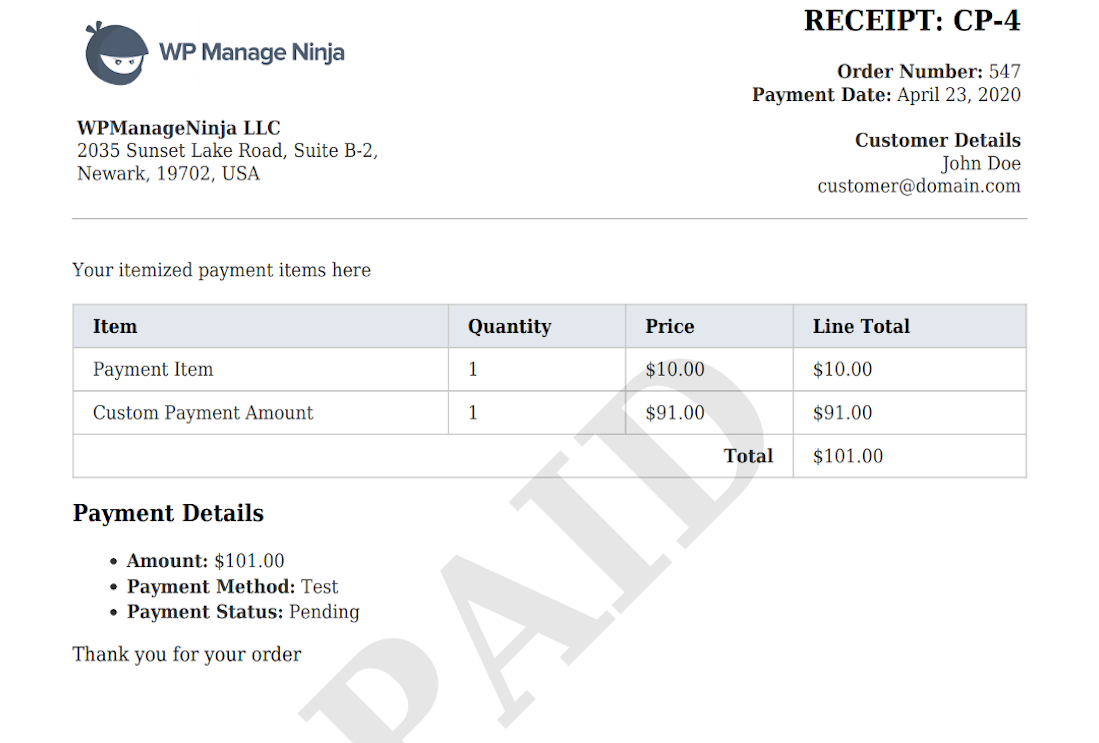 WP Manage Ninja
RECEIPT: CP-4
Order Number: 547
Payment Date: April 23, 2020
WPManageNinja LLC
2035 Sunset Lake Road, Suite B-2,
Newark, 19702, USA
Customer Details
John Doe
customer@domain.com
Your itemized payment items here
Item Quantity Price Line Total
Payment Item 1 $10.00 $10.00
Custom Payment Amount 1 $91.00 $91.00
Total $101.00
Payment Details
• Amount: $101.00
• Payment Method: Test
• Payment Status: Pending
Thank you for your order
PAID